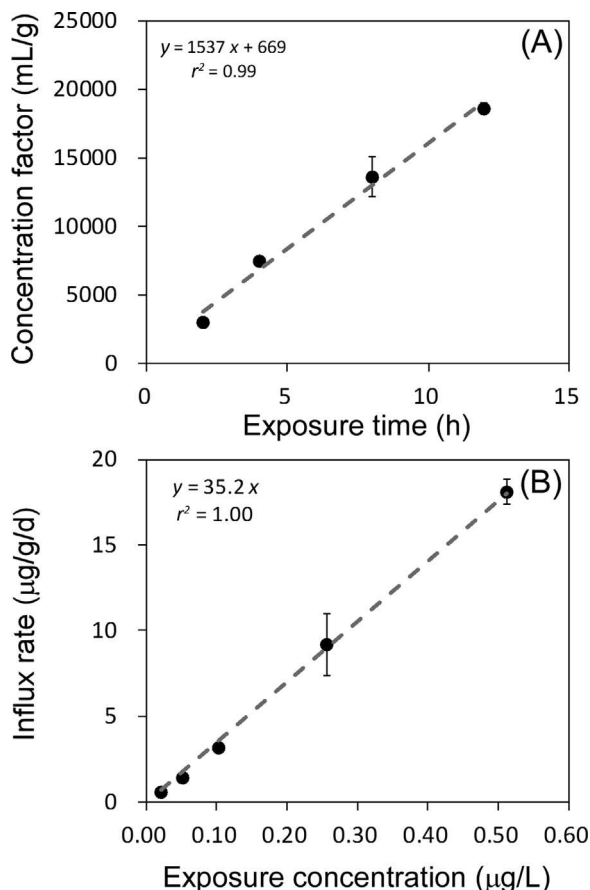 (A)
y = 1537 x + 669
r² = 0.99
Concentration factor (mL/g)
25000
20000
15000
10000
5000
0
0 5 10 15
Exposure time (h)
(B)
y = 35.2 x
r² = 1.00
Influx rate (µg/g/d)
20
15
10
5
0
0.00 0.10 0.20 0.30 0.40 0.50 0.60
Exposure concentration (µg/L)